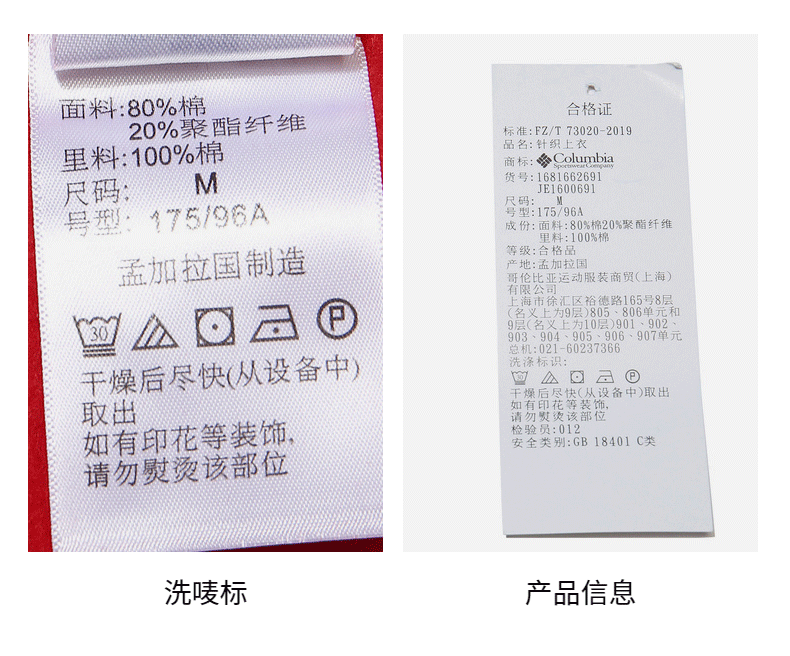 面料:80%棉
20%聚酯纤维
里料:100%棉
尺码: M
号型: 175/96A
孟加拉国制造
30 P
干燥后尽快(从设备中)
取出
如有印花等装饰,
请勿熨烫该部位
洗唛标
合格证
标准:FZ/T 73020-2019
品名:针织上衣
商标: Columbia
Sportswear Company
货号:1681662691
JE1600691
尺码: M
号型:175/96A
成份:面料:80%棉20%聚酯纤维
里料:100%棉
等级:合格品
产地:孟加拉国
哥伦比亚运动服装商贸(上海)
有限公司
上海市徐汇区裕德路165号8层
(名义上为9层)805、806单元和
9层(名义上为10层)901、902、
903、904、905、906、907单元
总机:021-60237366
洗涤标识:
P
干燥后尽快(从设备中)取出
如有印花等装饰,
请勿熨烫该部位
检验员:012
安全类别:GB 18401 C类
产品信息